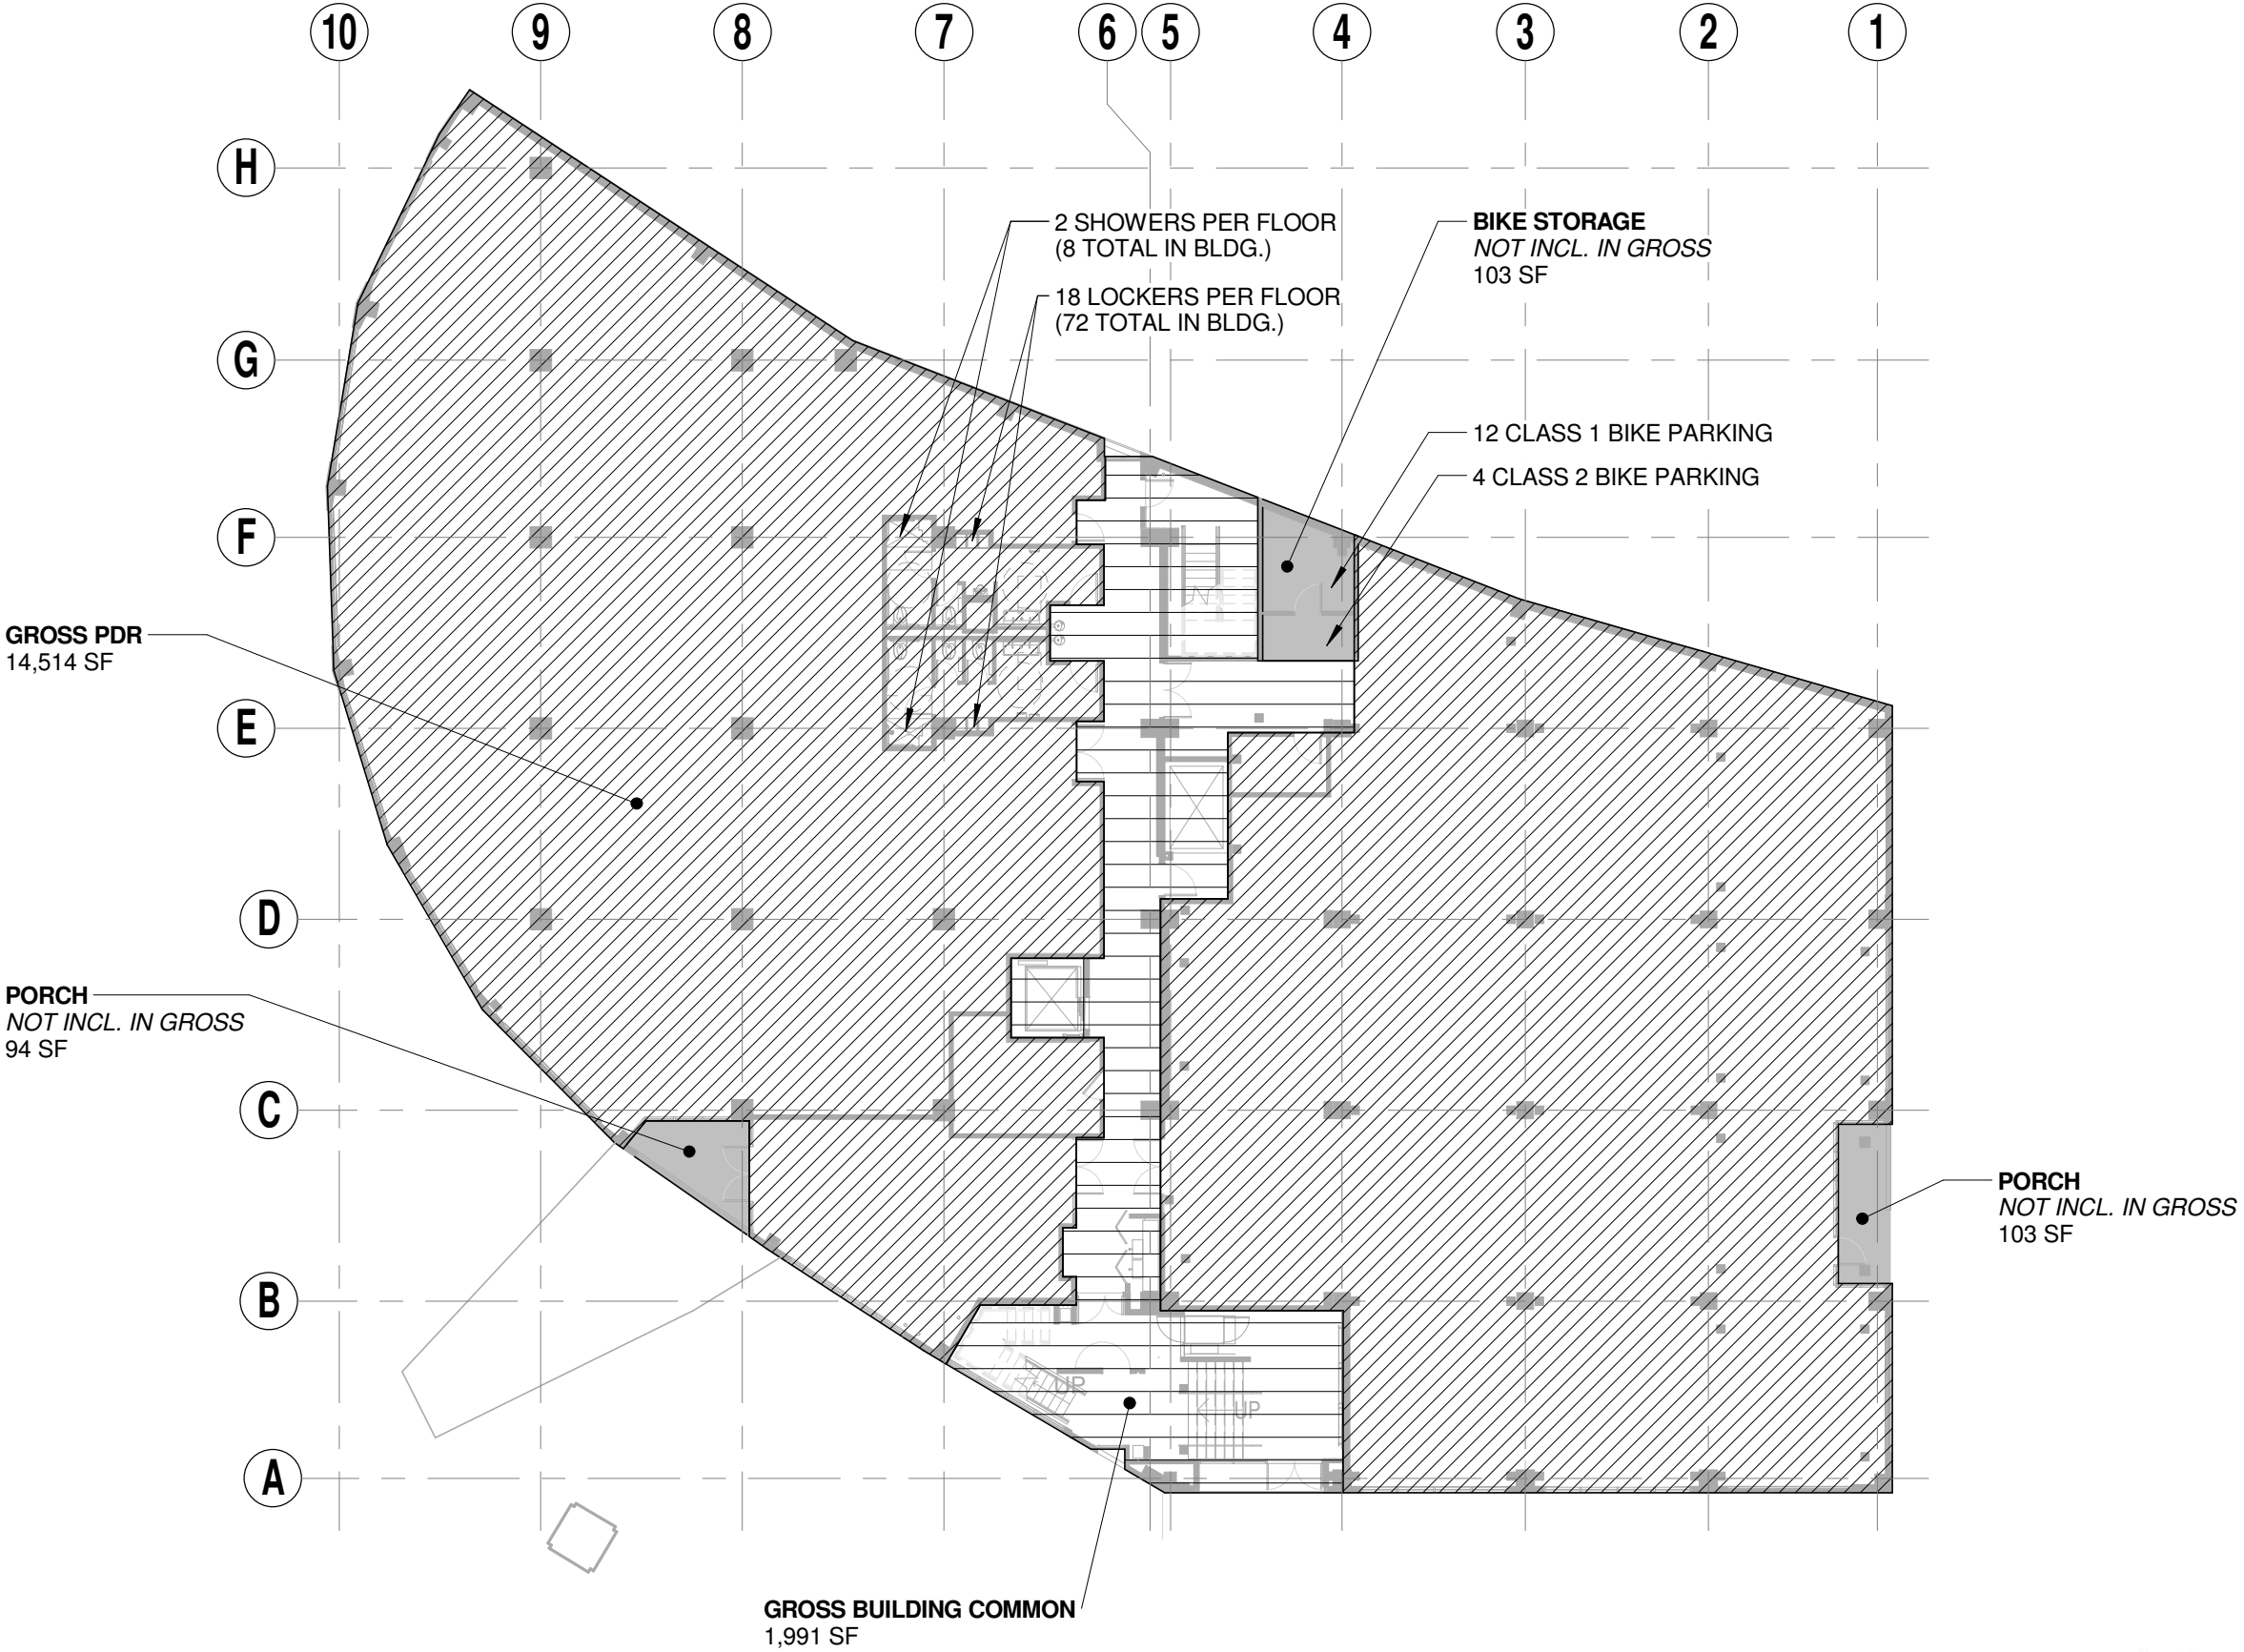 10 9 8 7 6 5 4 3 2 1
H
2 SHOWERS PER FLOOR
(8 TOTAL IN BLDG.)
BIKE STORAGE
NOT INCL. IN GROSS
103 SF
18 LOCKERS PER FLOOR
(72 TOTAL IN BLDG.)
G
12 CLASS 1 BIKE PARKING
4 CLASS 2 BIKE PARKING
F
GROSS PDR
14,514 SF
E
D
PORCH
NOT INCL. IN GROSS
94 SF
C
PORCH
NOT INCL. IN GROSS
103 SF
B
UP
UP
A
GROSS BUILDING COMMON
1,991 SF